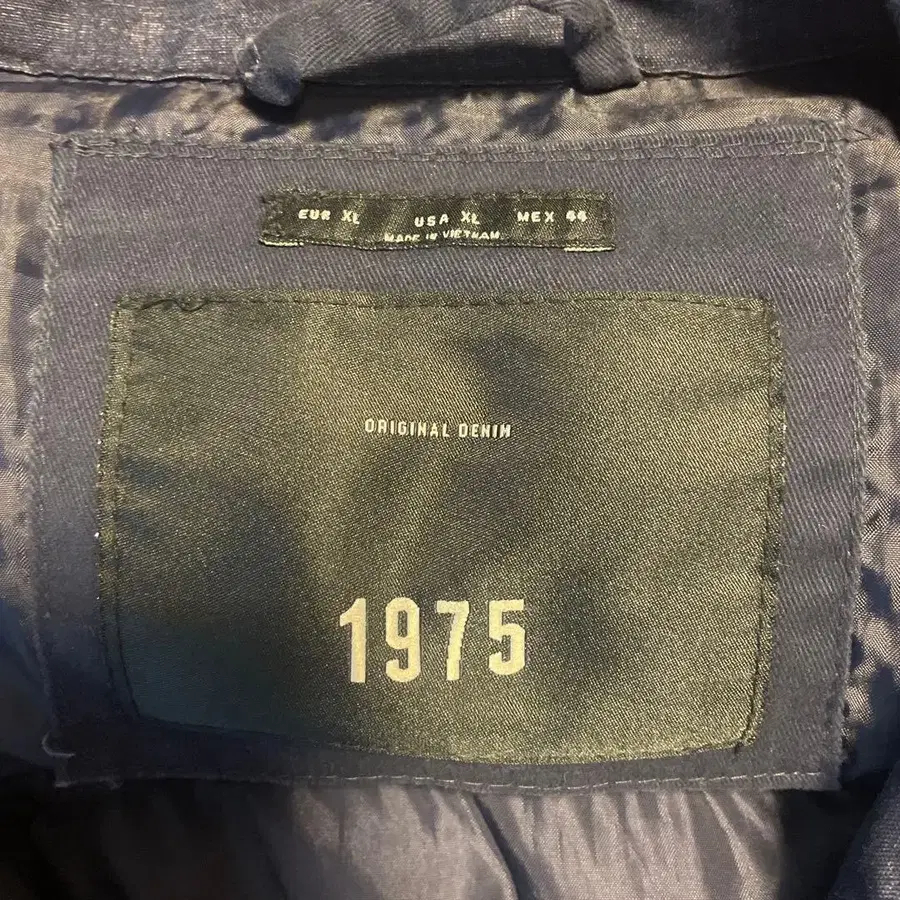 EUR XL USA XL MEX 44
MADE IN VIETNAM
ORIGINAL DENIM
1975